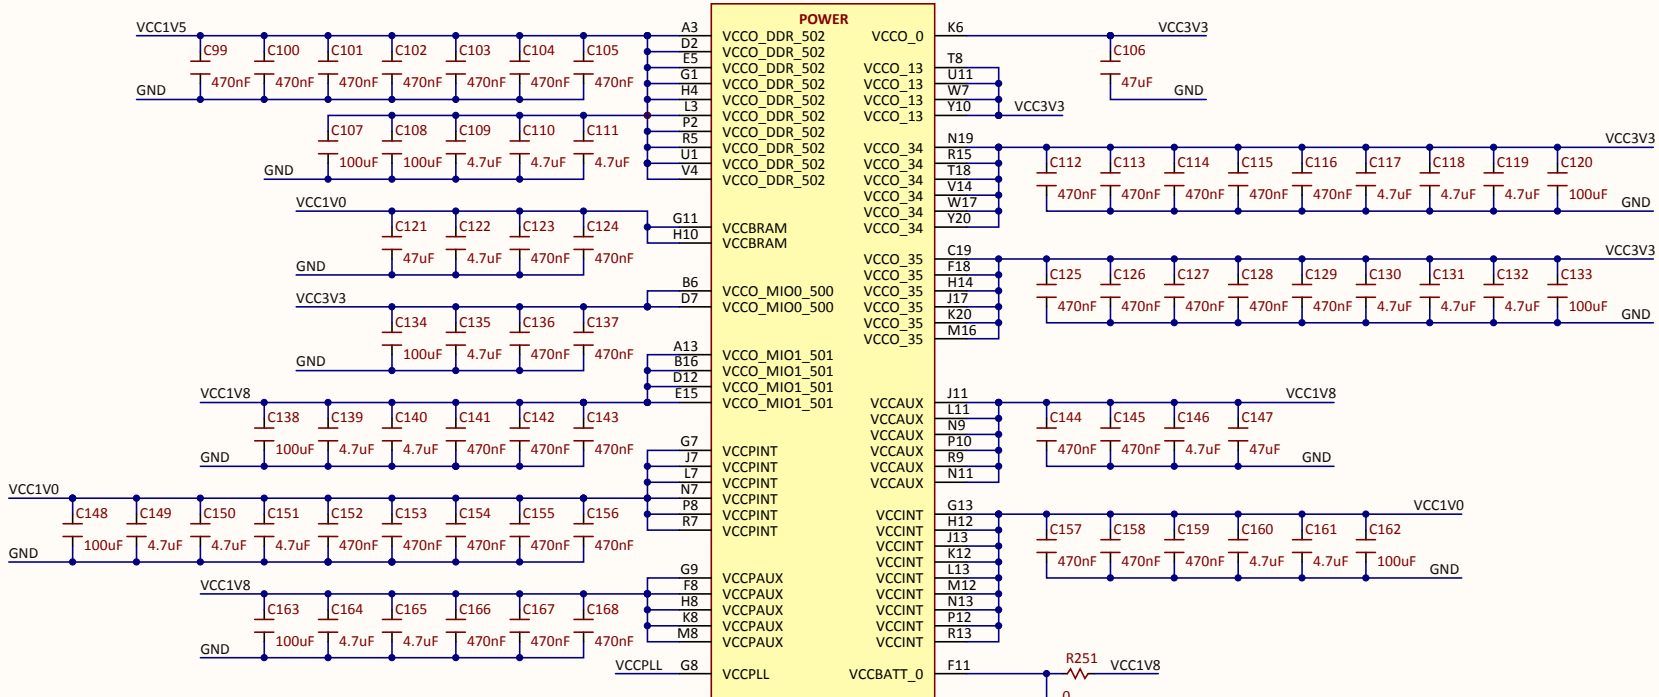 POWER
VCC1V5
C99 C100 C101 C102 C103 C104 C105
470nF 470nF 470nF 470nF 470nF 470nF 470nF
GND
C107 C108 C109 C110 C111
100uF 100uF 4.7uF 4.7uF 4.7uF
GND
A3 VCCO_DDR_502
D2 VCCO_DDR_502
E5 VCCO_DDR_502
G1 VCCO_DDR_502
H4 VCCO_DDR_502
L3 VCCO_DDR_502
P2 VCCO_DDR_502
R5 VCCO_DDR_502
U1 VCCO_DDR_502
V4 VCCO_DDR_502
VCC1V0
C121 C122 C123 C124
47uF 4.7uF 470nF 470nF
GND
G11 VCCBRAM
H10 VCCBRAM
VCC3V3
C134 C135 C136 C137
100uF 4.7uF 470nF 470nF
GND
B6 VCCO_MIO0_500
D7 VCCO_MIO0_500
A13 VCCO_MIO1_501
B16 VCCO_MIO1_501
D12 VCCO_MIO1_501
E15 VCCO_MIO1_501
VCC1V8
C138 C139 C140 C141 C142 C143
100uF 4.7uF 4.7uF 470nF 470nF 470nF
GND
G7 VCCPINT
J7 VCCPINT
L7 VCCPINT
N7 VCCPINT
P8 VCCPINT
R7 VCCPINT
VCC1V0
C148 C149 C150 C151 C152 C153 C154 C155 C156
100uF 4.7uF 4.7uF 4.7uF 470nF 470nF 470nF 470nF 470nF
GND
G9 VCCPAUX
F8 VCCPAUX
H8 VCCPAUX
K8 VCCPAUX
M8 VCCPAUX
VCC1V8
C163 C164 C165 C166 C167 C168
100uF 4.7uF 4.7uF 470nF 470nF 470nF
GND
VCCPLL G8 VCCPLL
VCCO_0 K6 VCC3V3
C106
47uF
GND
VCCO_13 T8
VCCO_13 U11
VCCO_13 W7
VCCO_13 Y10 VCC3V3
VCCO_34 N19 VCC3V3
VCCO_34 R15
VCCO_34 T18
VCCO_34 V14
VCCO_34 W17
VCCO_34 Y20
C112 C113 C114 C115 C116 C117 C118 C119 C120
470nF 470nF 470nF 470nF 470nF 4.7uF 4.7uF 4.7uF 100uF
GND
VCCO_35 C19 VCC3V3
VCCO_35 F18
VCCO_35 H14
VCCO_35 J17
VCCO_35 K20
VCCO_35 M16
C125 C126 C127 C128 C129 C130 C131 C132 C133
470nF 470nF 470nF 470nF 470nF 4.7uF 4.7uF 4.7uF 100uF
GND
VCCAUX J11 VCC1V8
VCCAUX L11
VCCAUX N9
VCCAUX P10
VCCAUX R9
VCCAUX N11
C144 C145 C146 C147
470nF 470nF 4.7uF 47uF
GND
VCCINT G13 VCC1V0
VCCINT H12
VCCINT J13
VCCINT K12
VCCINT L13
VCCINT M12
VCCINT N13
VCCINT P12
VCCINT R13
C157 C158 C159 C160 C161 C162
470nF 470nF 470nF 4.7uF 4.7uF 100uF
GND
VCCBATT_0 F11 R251 VCC1V8